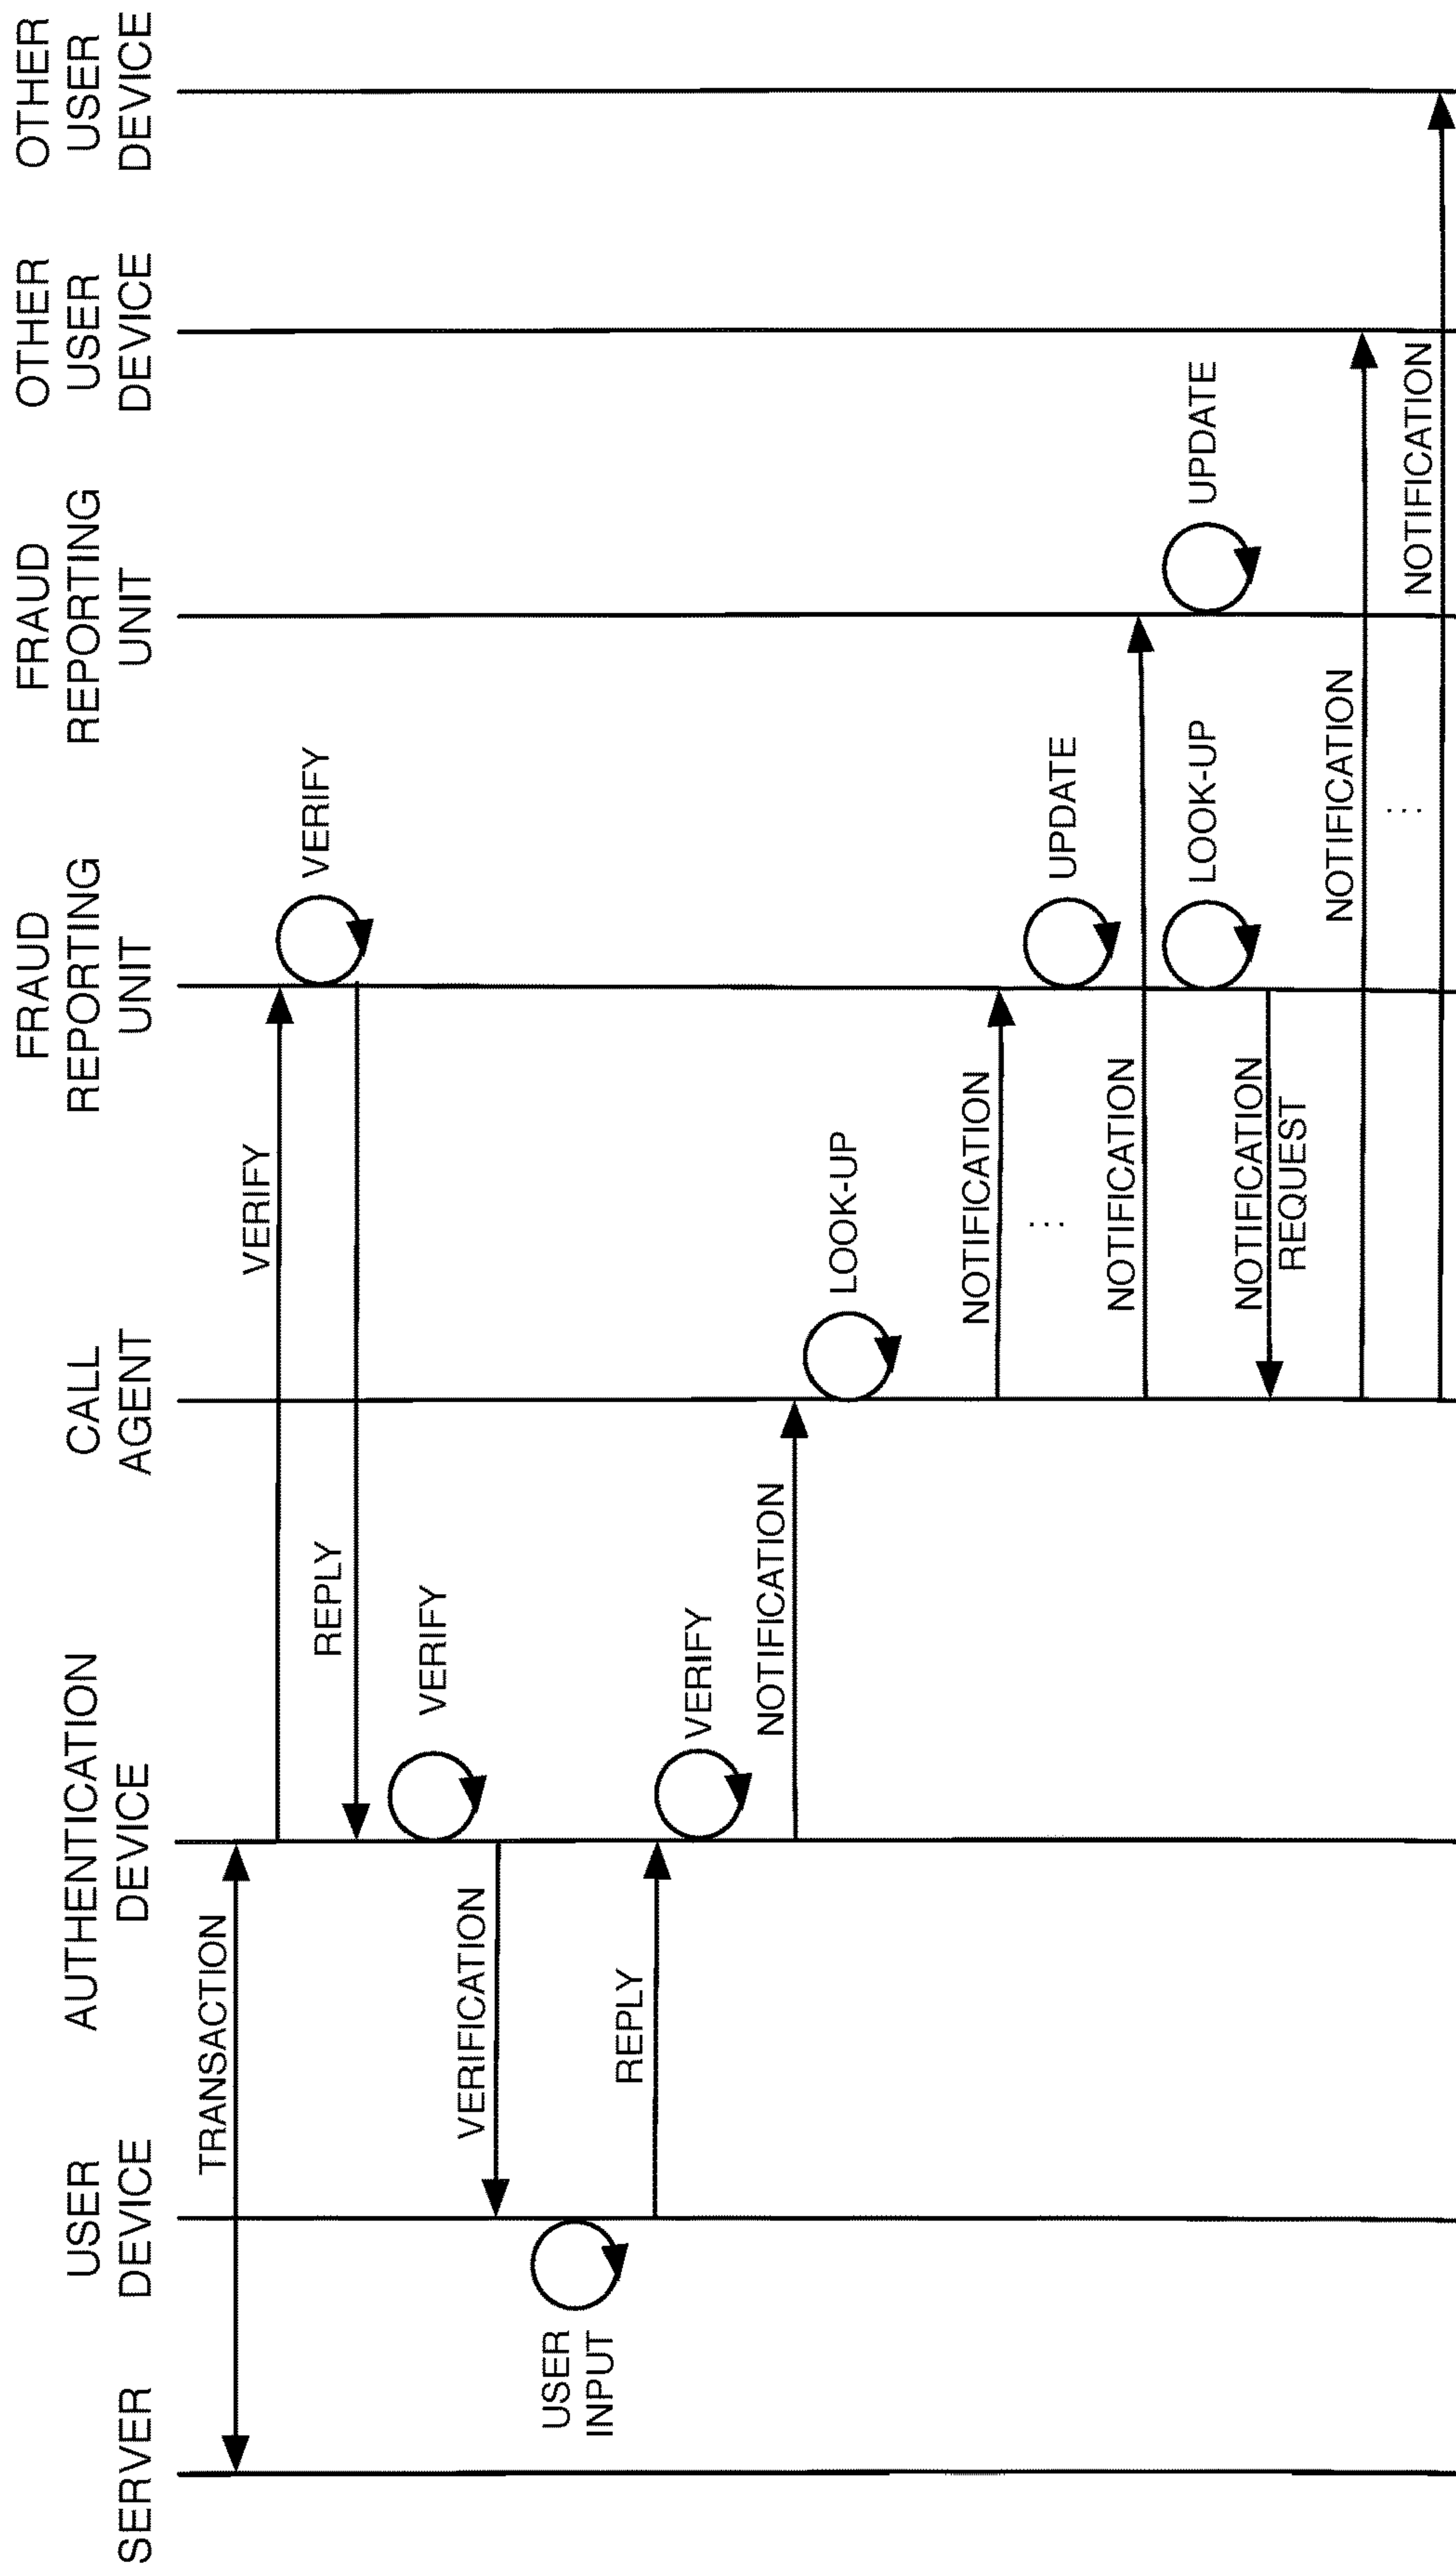 SERVER
USER
DEVICE
AUTHENTICATION
DEVICE
CALL
AGENT
FRAUD
REPORTING
UNIT
FRAUD
REPORTING
UNIT
OTHER
USER
DEVICE
OTHER
USER
DEVICE
TRANSACTION
VERIFY
VERIFY
REPLY
VERIFY
VERIFICATION
USER
INPUT
REPLY
VERIFY
NOTIFICATION
LOOK-UP
NOTIFICATION
...
UPDATE
NOTIFICATION
LOOK-UP
UPDATE
NOTIFICATION
REQUEST
NOTIFICATION
...
NOTIFICATION